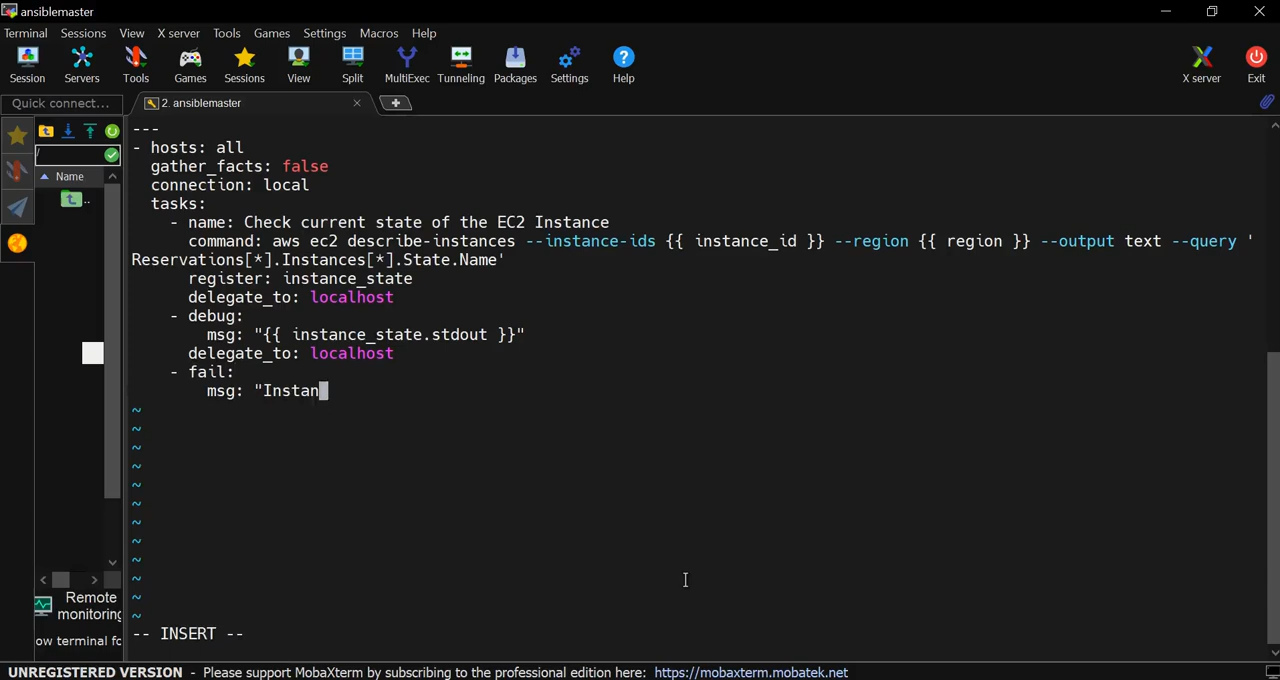 ansiblemaster
Terminal Sessions View X server Tools Games Settings Macros Help
Session Servers Tools Games Sessions View Split MultiExec Tunneling Packages Settings Help X server Exit
Quick connect...
2. ansiblemaster
/
Name
..
---
- hosts: all
  gather_facts: false
  connection: local
  tasks:
    - name: Check current state of the EC2 Instance
      command: aws ec2 describe-instances --instance-ids {{ instance_id }} --region {{ region }} --output text --query '
Reservations[*].Instances[*].State.Name'
      register: instance_state
      delegate_to: localhost
    - debug:
        msg: "{{ instance_state.stdout }}"
      delegate_to: localhost
    - fail:
        msg: "Instan
~
~
~
~
~
~
~
~
~
~
~
~
-- INSERT --
Remote
monitoring
ow terminal fo
UNREGISTERED VERSION - Please support MobaXterm by subscribing to the professional edition here: https://mobaxterm.mobatek.net